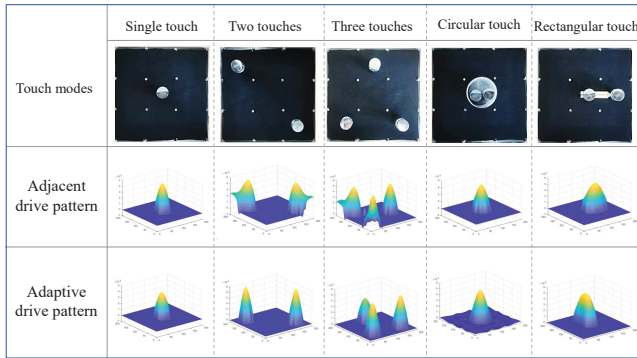 Single touch Two touches Three touches Circular touch Rectangular touch
Touch modes
Adjacent
drive pattern
Adaptive
drive pattern